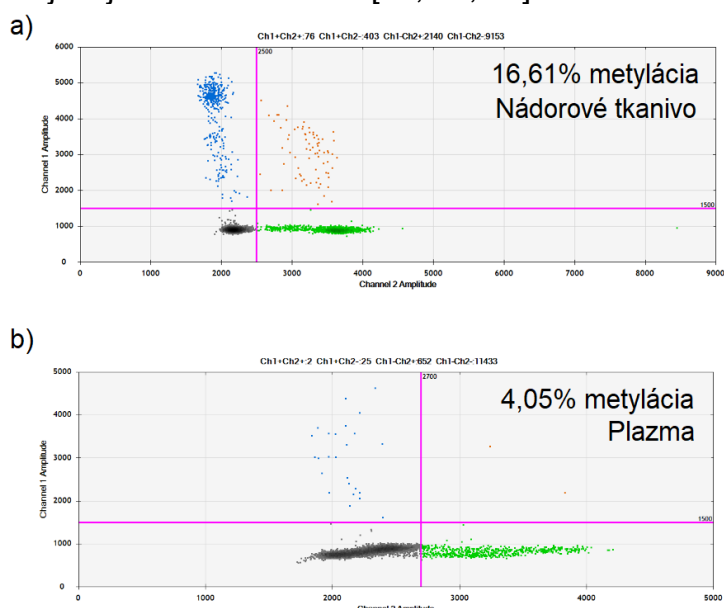 a)
Ch1+Ch2+:76 Ch1+Ch2-:403 Ch1-Ch2+:2140 Ch1-Ch2-:9153
6000
5000
4000
3000
2000
1000
0
Channel 1 Amplitude
2500
1500
16,61% metylácia
Nádorové tkanivo
0 1000 2000 3000 4000 5000 6000 7000 8000 9000
Channel 2 Amplitude
b)
Ch1+Ch2+:2 Ch1+Ch2-:25 Ch1-Ch2+:652 Ch1-Ch2-:11433
5000
4000
3000
2000
1000
0
Channel 1 Amplitude
2700
1500
4,05% metylácia
Plazma
0 1000 2000 3000 4000 5000
Channel 2 Amplitude